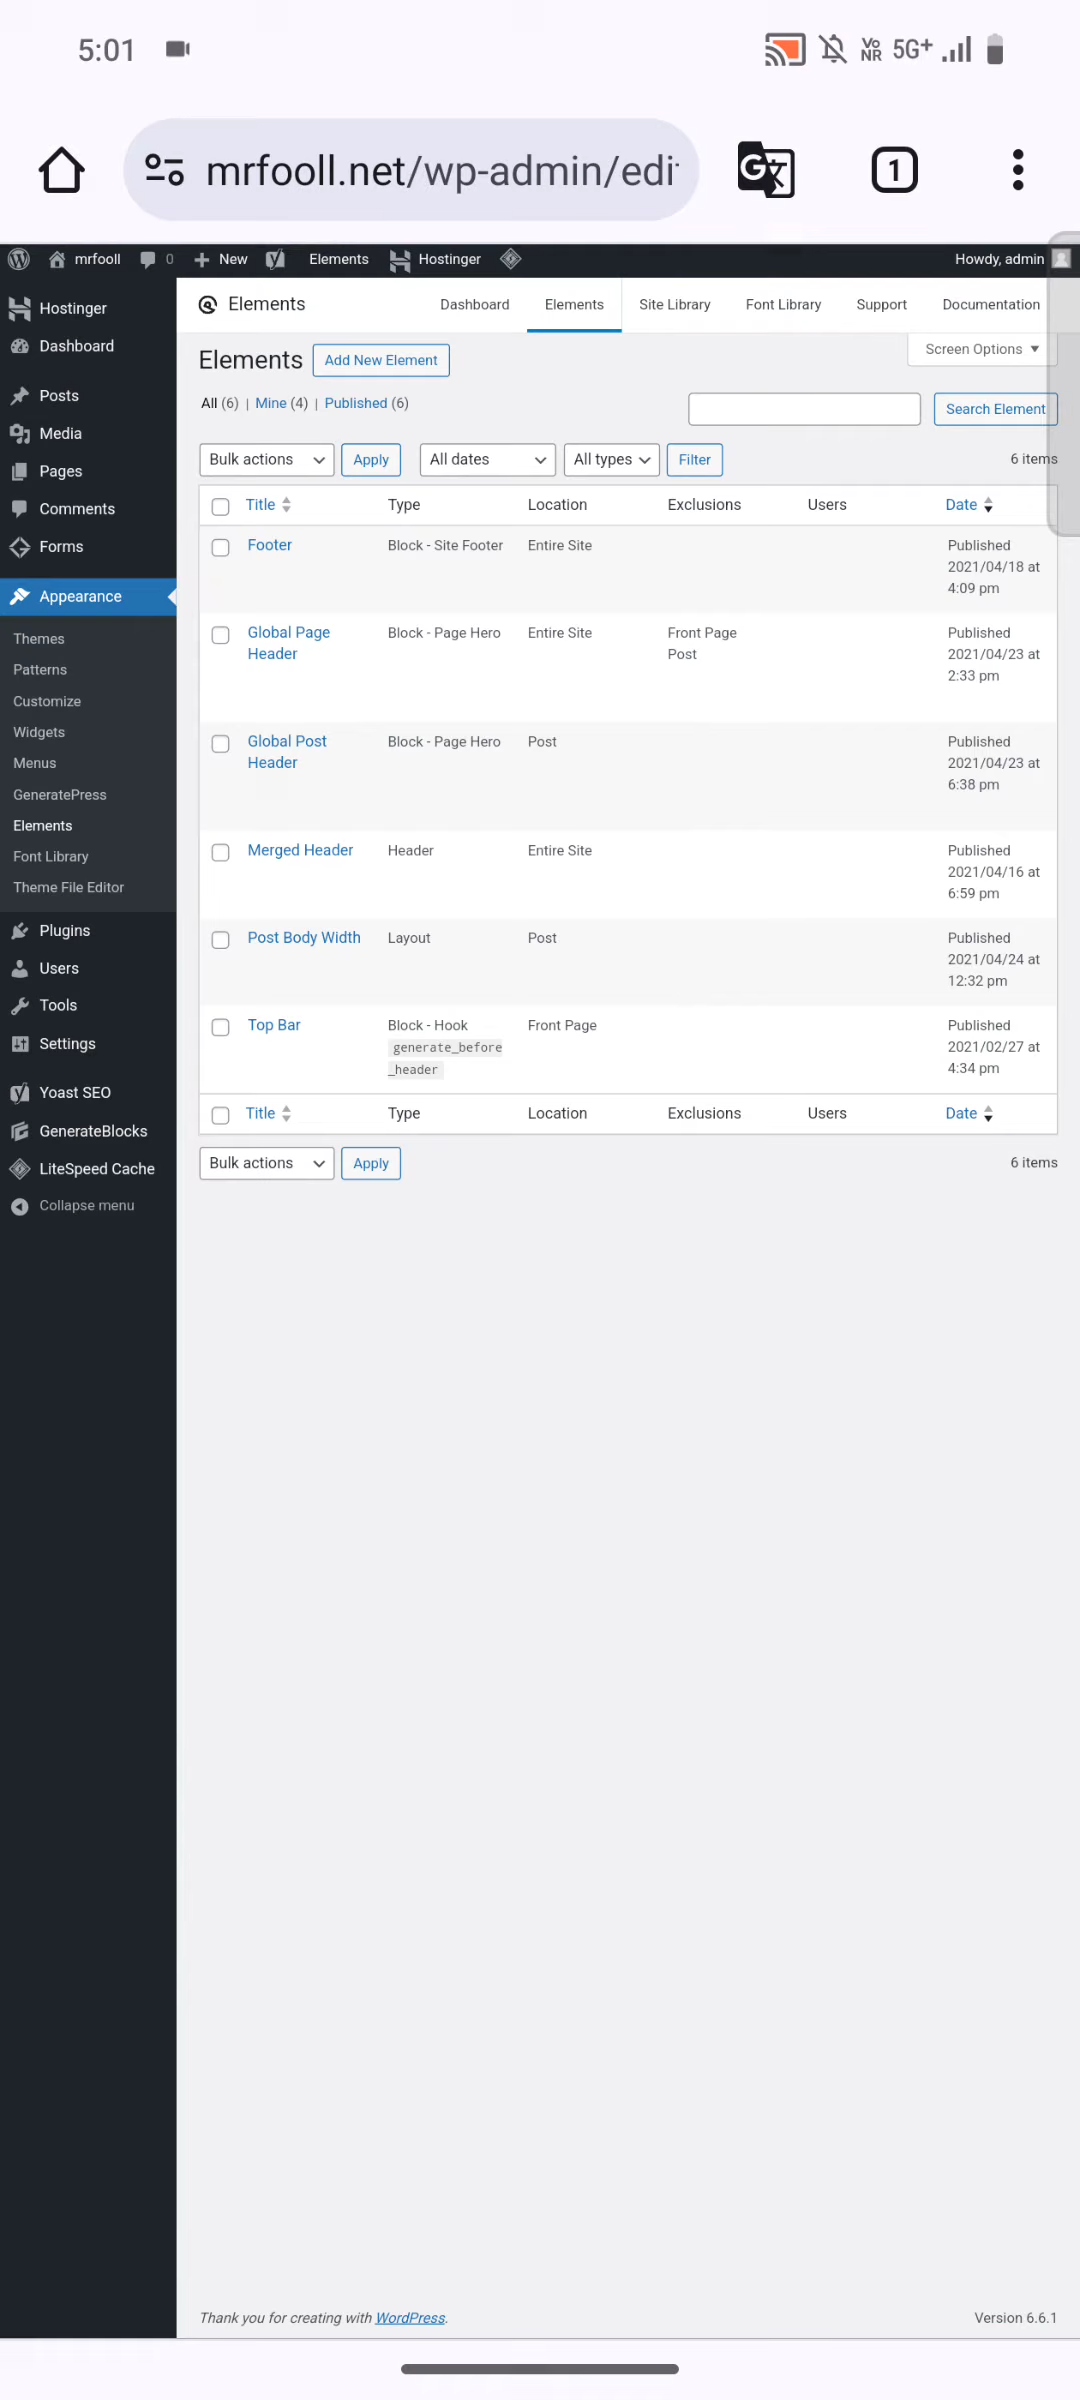 5:01
Vo NR 5G+
mrfooll.net/wp-admin/edi
1
mrfooll 0 New Elements Hostinger Howdy, admin
Hostinger
Dashboard
Posts
Media
Pages
Comments
Forms
Appearance
Themes
Patterns
Customize
Widgets
Menus
GeneratePress
Elements
Font Library
Theme File Editor
Plugins
Users
Tools
Settings
Yoast SEO
GenerateBlocks
LiteSpeed Cache
Collapse menu
Elements Dashboard Elements Site Library Font Library Support Documentation
Screen Options
Elements Add New Element
All (6) | Mine (4) | Published (6)
Search Element
Bulk actions Apply All dates All types Filter 6 items
Title Type Location Exclusions Users Date
Footer Block - Site Footer Entire Site Published
2021/04/18 at
4:09 pm
Global Page Block - Page Hero Entire Site Front Page Published
Header Post 2021/04/23 at
2:33 pm
Global Post Block - Page Hero Post Published
Header 2021/04/23 at
6:38 pm
Merged Header Header Entire Site Published
2021/04/16 at
6:59 pm
Post Body Width Layout Post Published
2021/04/24 at
12:32 pm
Top Bar Block - Hook Front Page Published
generate_before 2021/02/27 at
_header 4:34 pm
Title Type Location Exclusions Users Date
Bulk actions Apply 6 items
Thank you for creating with WordPress. Version 6.6.1